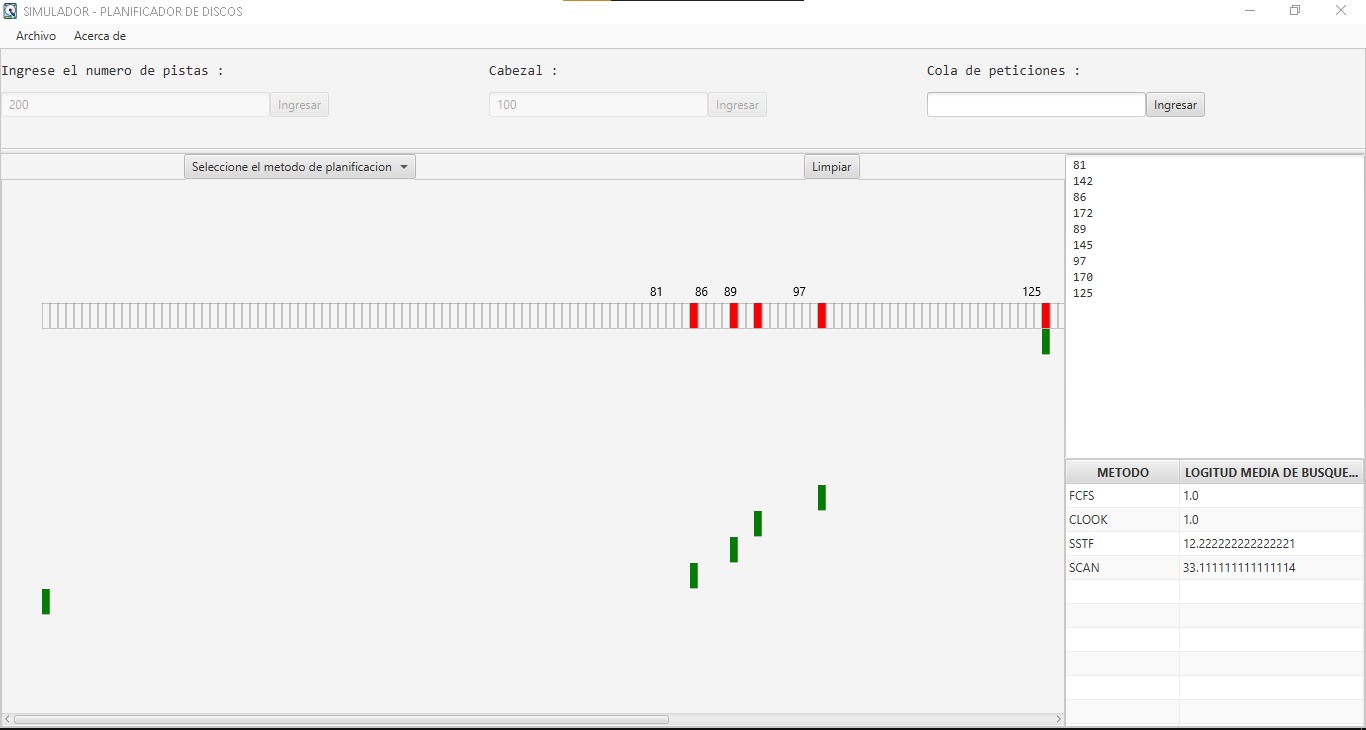 SIMULADOR - PLANIFICADOR DE DISCOS
Archivo Acerca de
Ingrese el numero de pistas : Cabezal : Cola de peticiones :
200 Ingresar 100 Ingresar Ingresar
Seleccione el metodo de planificacion Limpiar
81
142
86
172
89
145
97
170
125
81 86 89 97 125
METODO LOGITUD MEDIA DE BUSQUE...
FCFS 1.0
CLOOK 1.0
SSTF 12.222222222222221
SCAN 33.111111111111114